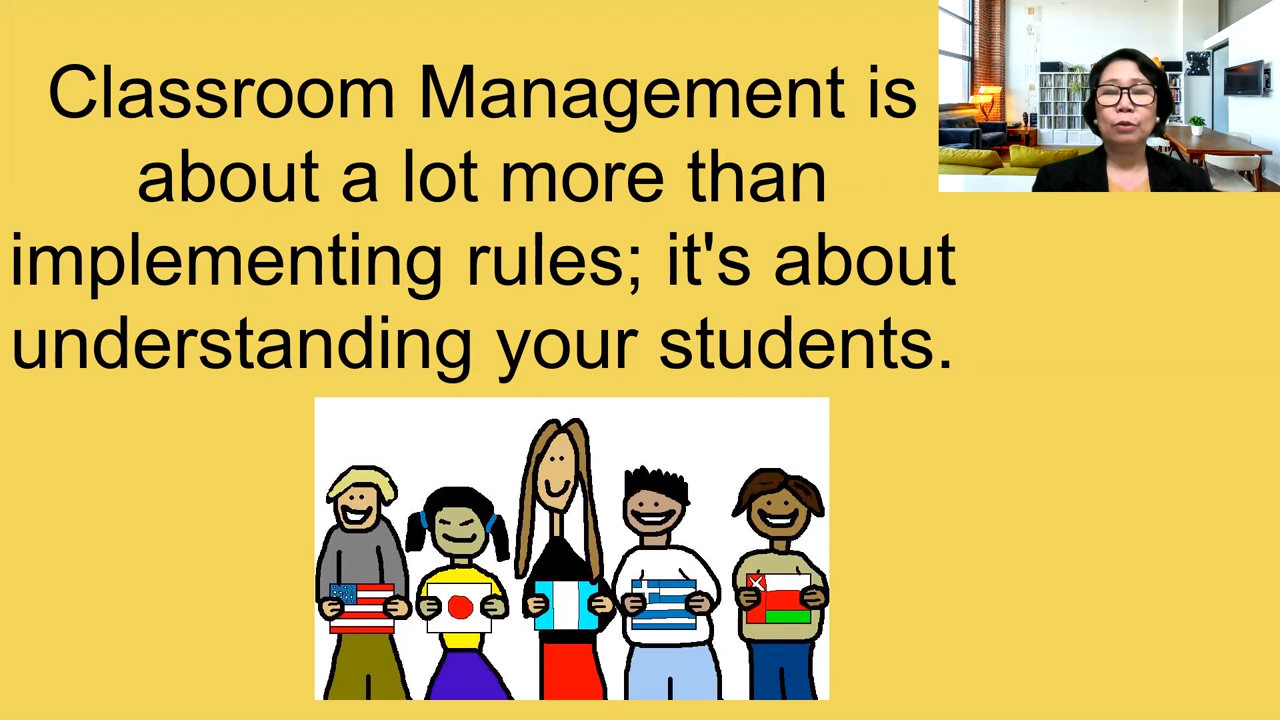 Classroom Management is
about a lot more than
implementing rules; it's about
understanding your students.